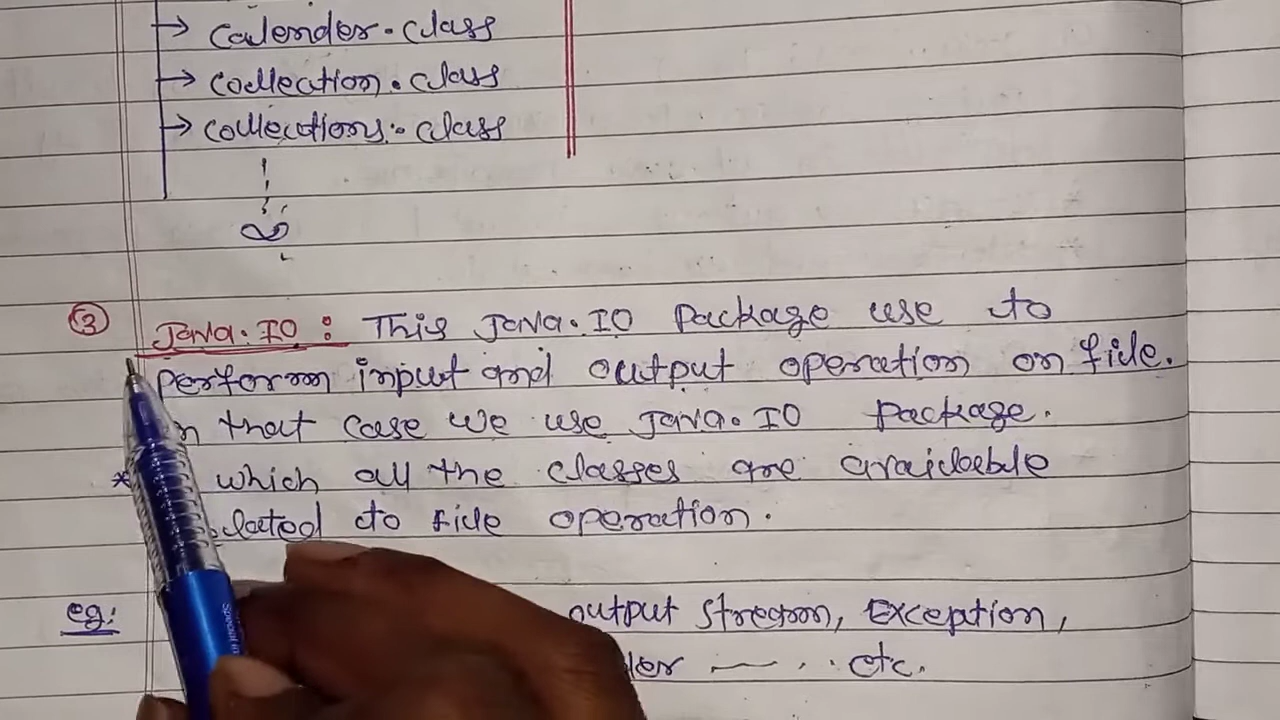 → Calender.class
→ Collection.class
→ Collections.class
③ Java.IO : This Java.IO Package use to
perform input and output operation on file.
that case we use Java.IO Package.
* which all the classes are available
to file operation.
eg: output Stream, Exception,
etc.